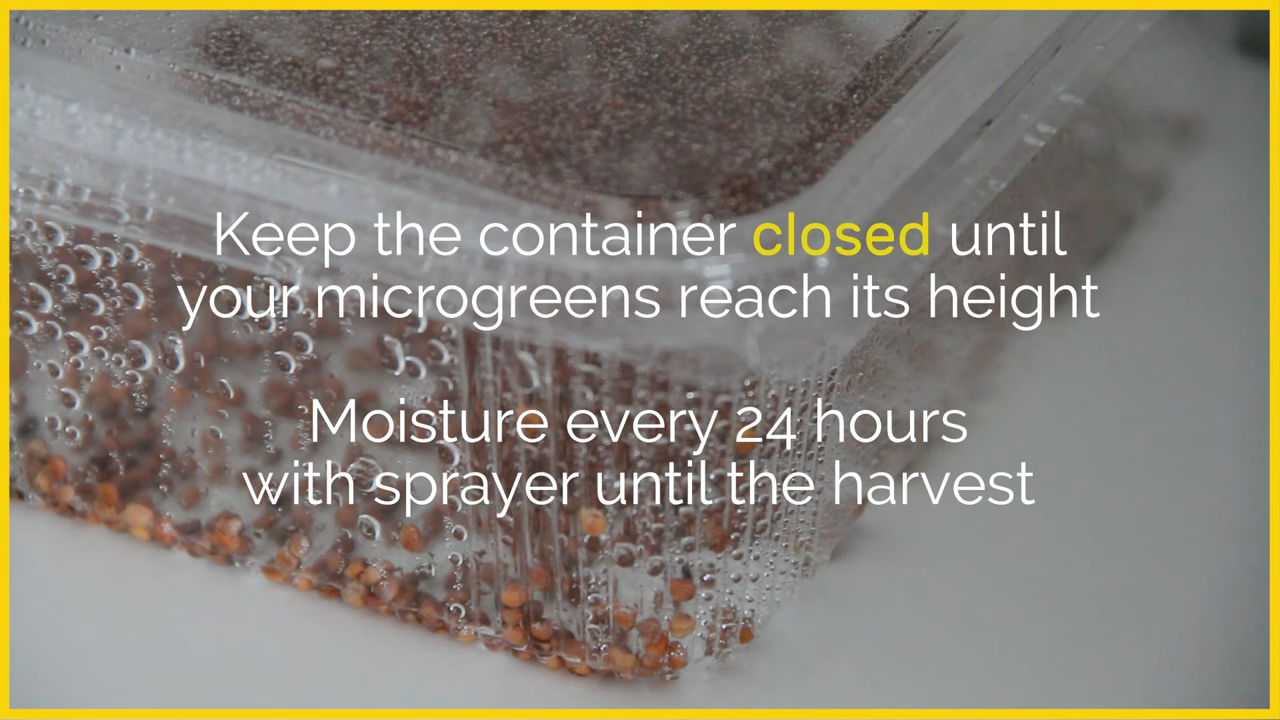 Keep the container closed until
your microgreens reach its height
Moisture every 24 hours
with sprayer until the harvest